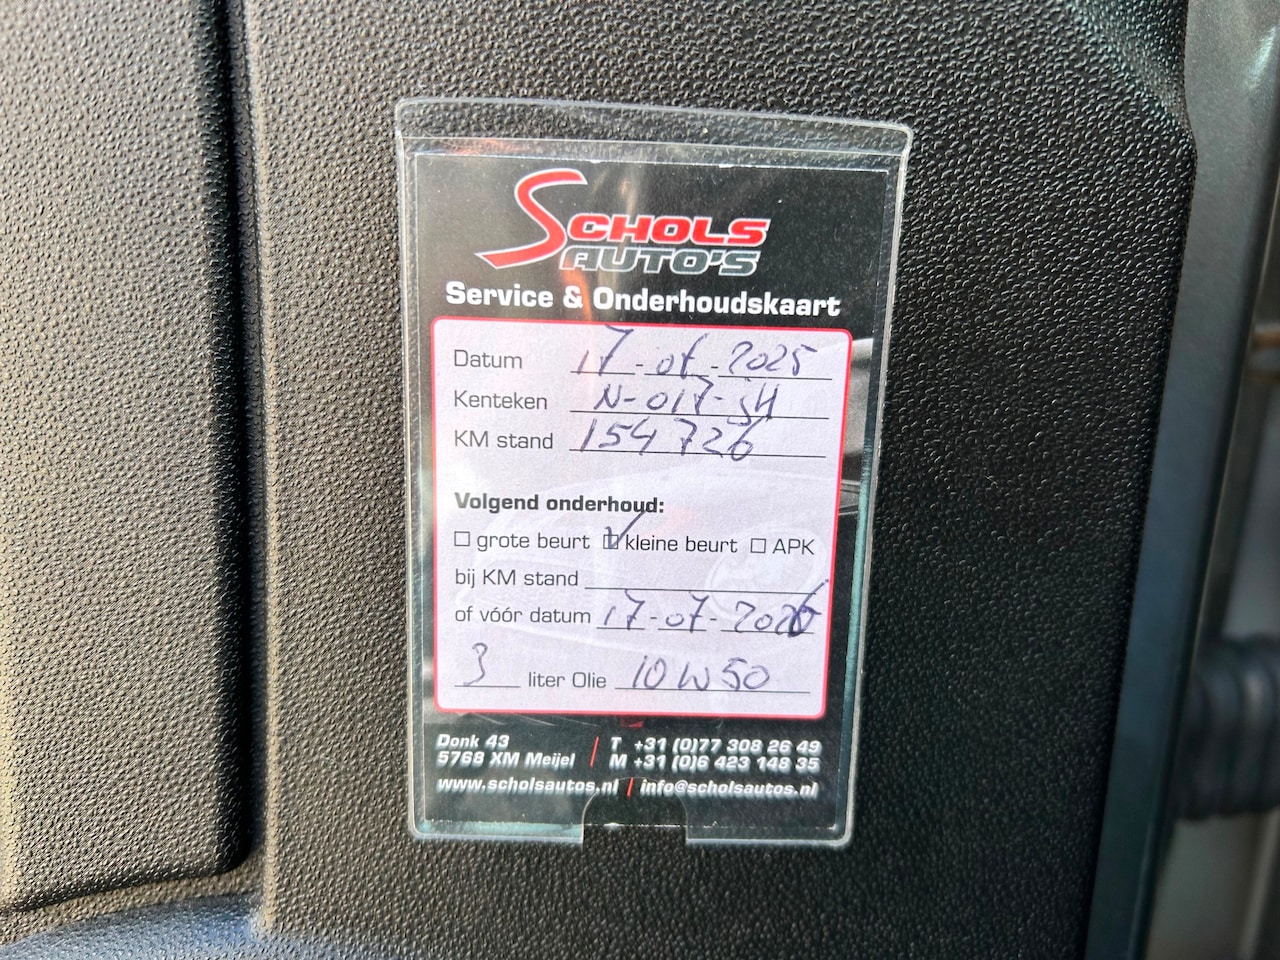 SCHOLS
AUTO'S
Service & Onderhoudskaart
Datum 17-07-2025
Kenteken N-017-JH
KM stand 154726
Volgend onderhoud:
☐ grote beurt ☑ kleine beurt ☐ APK
bij KM stand
of vóór datum 17-07-2026
3 liter Olie 10W50
Donk 43 / T +31 (0)77 308 26 49
5768 XM Meijel / M +31 (0)6 423 148 35
www.scholsautos.nl / info@scholsautos.nl